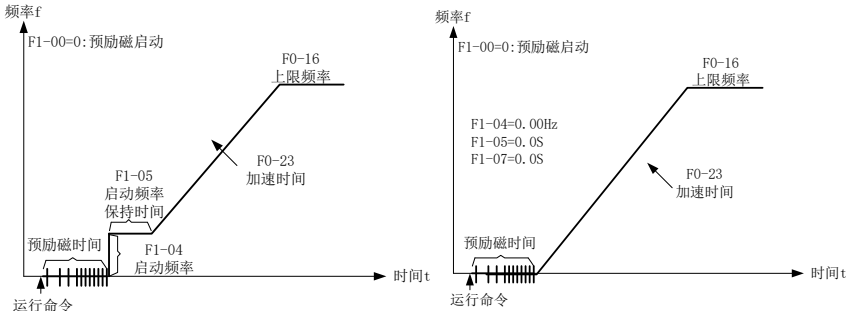 频率f
F1-00=0:预励磁启动
F0-16
上限频率
F0-23
加速时间
F1-05
启动频率
保持时间
预励磁时间
F1-04
启动频率
时间t
运行命令
频率f
F1-00=0:预励磁启动
F0-16
上限频率
F1-04=0.00Hz
F1-05=0.0S
F1-07=0.0S
F0-23
加速时间
预励磁时间
时间t
运行命令